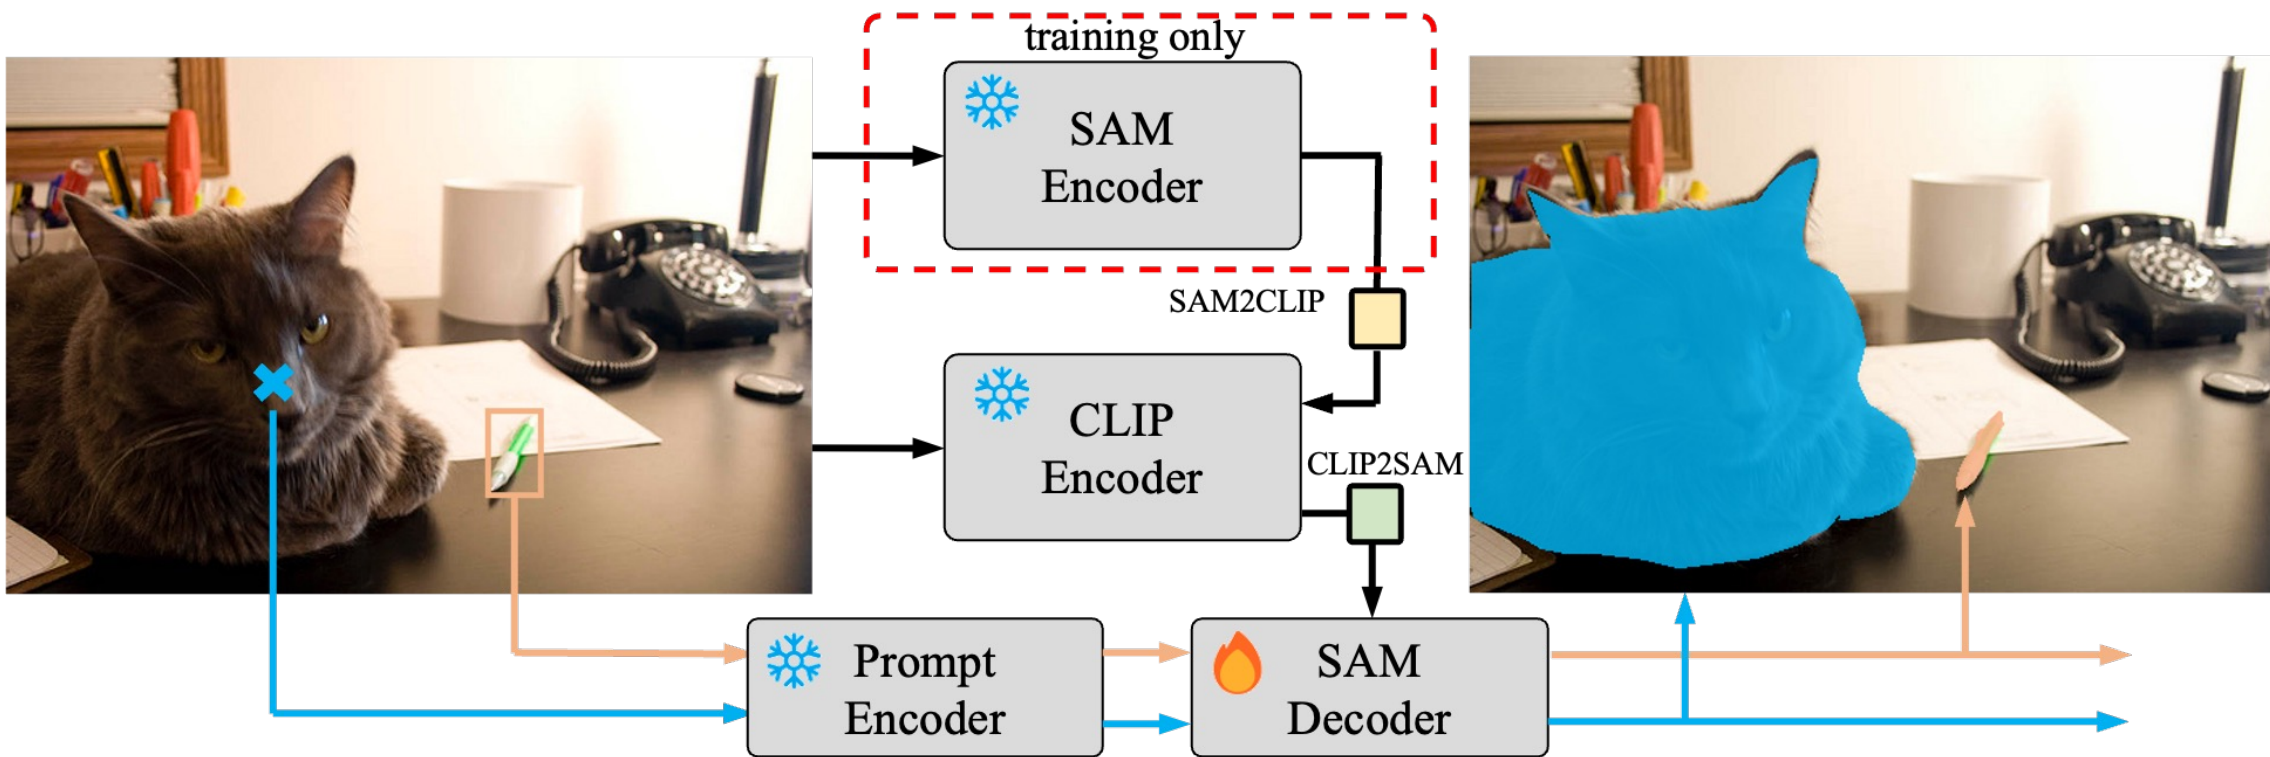 training only
SAM
Encoder
SAM2CLIP
CLIP
Encoder
CLIP2SAM
Prompt
Encoder
SAM
Decoder